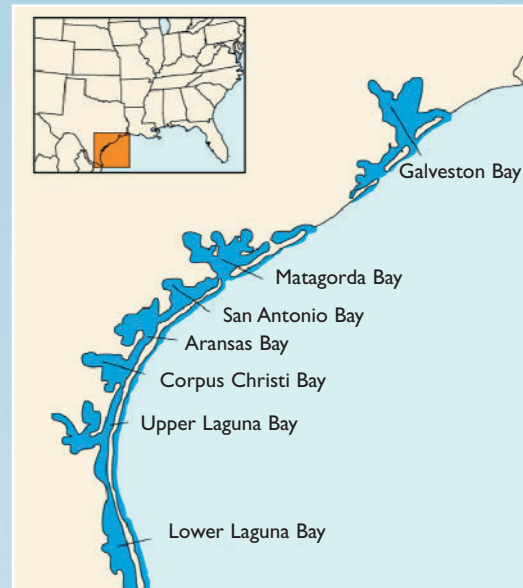 Galveston Bay
Matagorda Bay
San Antonio Bay
Aransas Bay
Corpus Christi Bay
Upper Laguna Bay
Lower Laguna Bay